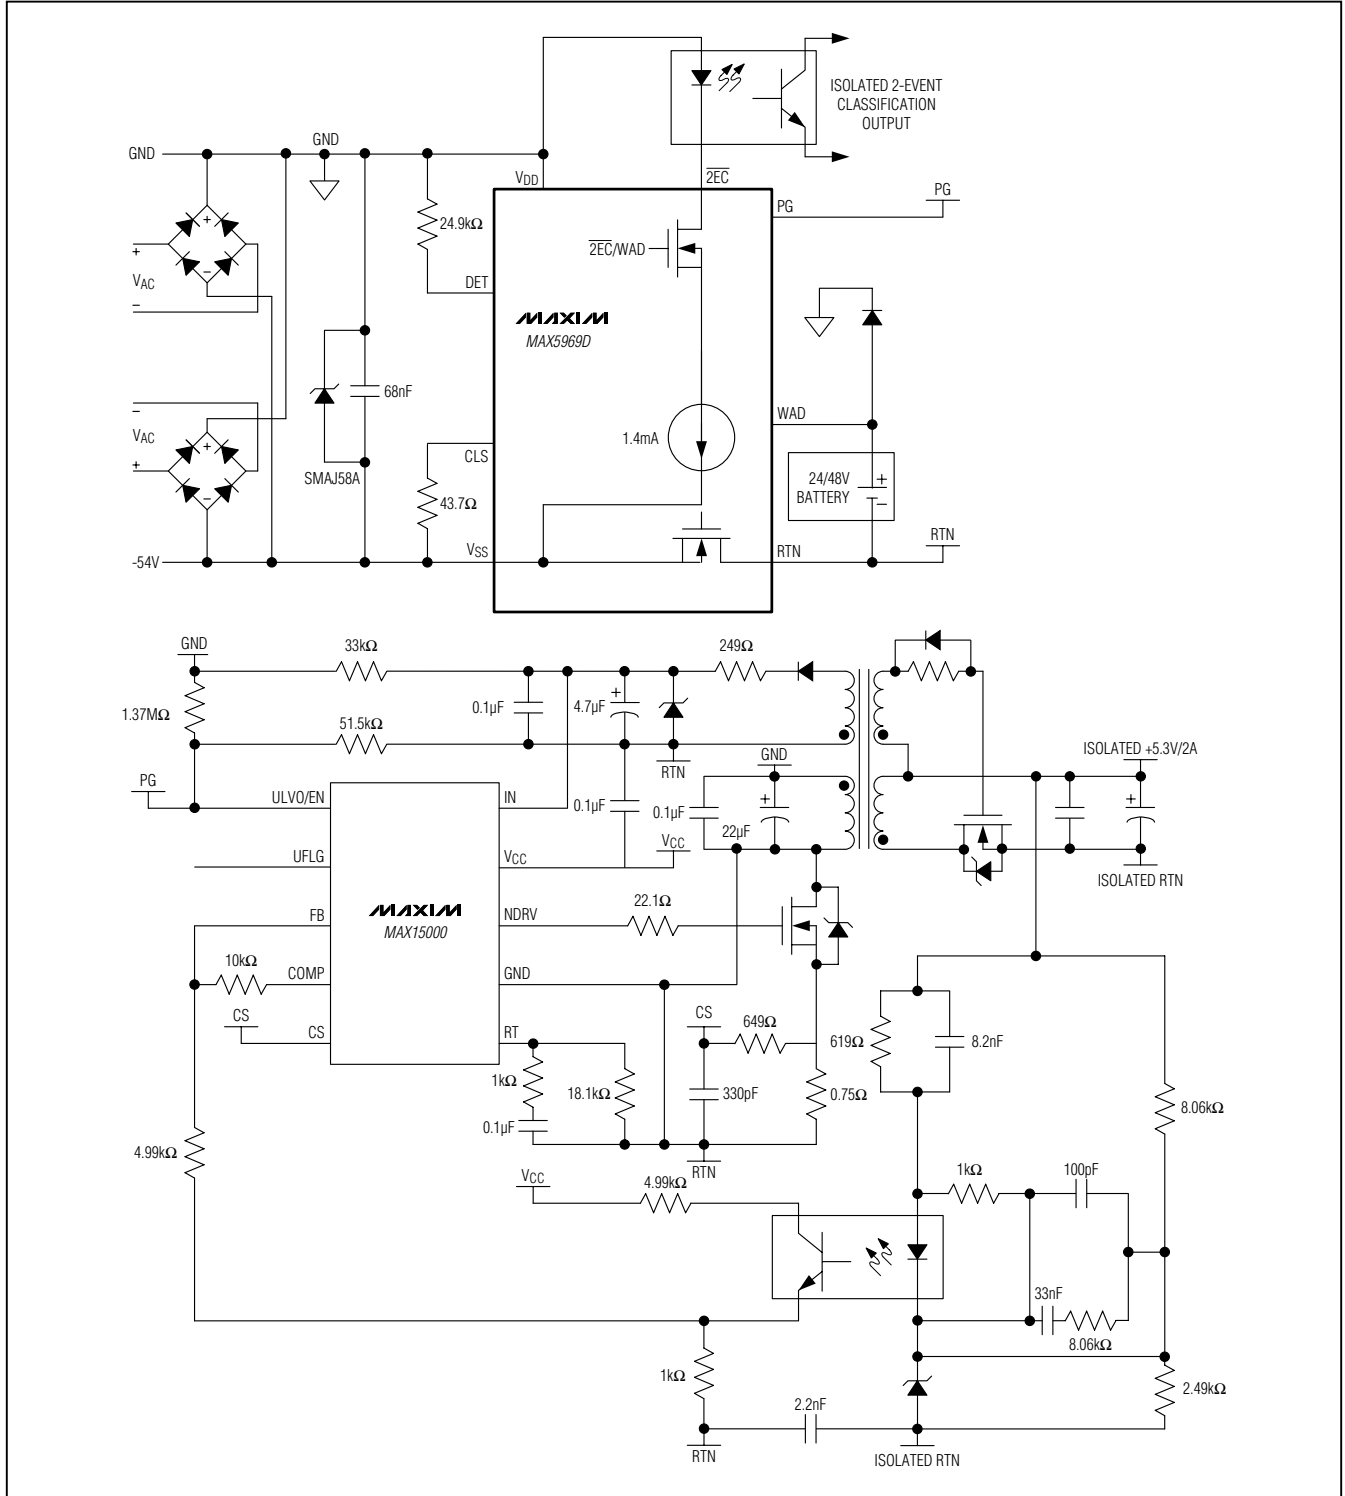 ISOLATED 2-EVENT
CLASSIFICATION
OUTPUT
GND
GND
VDD
2EC
PG
PG
24.9kΩ
2EC/WAD
+
VAC
−
DET
MAXIM
MAX5969D
68nF
SMAJ58A
−
VAC
+
CLS
43.7Ω
1.4mA
WAD
24/48V
BATTERY
+
−
VSS
RTN
RTN
-54V
GND
33kΩ
249Ω
1.37MΩ
0.1µF
4.7µF
+
51.5kΩ
RTN
GND
ISOLATED +5.3V/2A
PG
ULVO/EN
IN
0.1µF
0.1µF
+
22µF
+
VCC
UFLG
VCC
ISOLATED RTN
FB
MAXIM
MAX15000
NDRV
22.1Ω
10kΩ
COMP
GND
CS
CS
RT
CS
649Ω
619Ω
8.2nF
1kΩ
18.1kΩ
330pF
0.75Ω
8.06kΩ
0.1µF
4.99kΩ
RTN
VCC
4.99kΩ
1kΩ
100pF
33nF
8.06kΩ
1kΩ
2.49kΩ
2.2nF
RTN
ISOLATED RTN